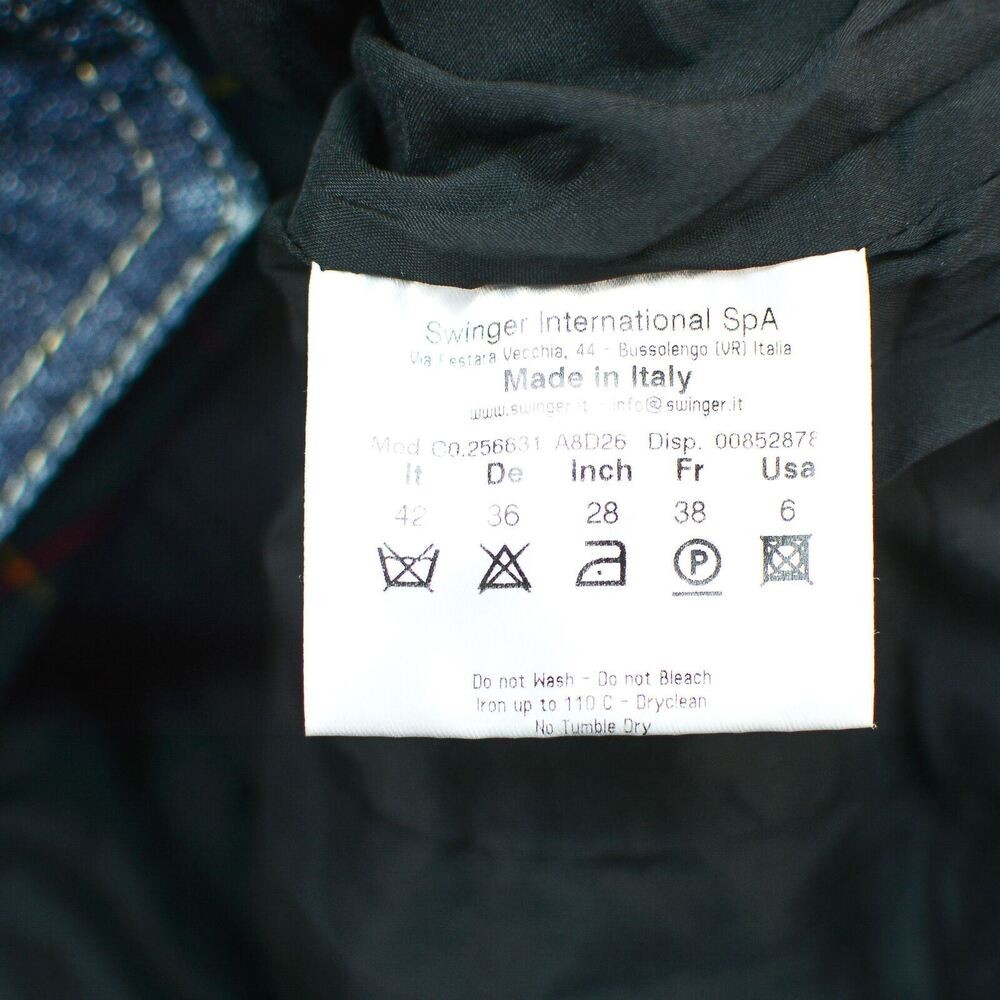 Swinger International SpA
Via Vecchia, 44 - Bussolengo (VR) Italia
Made in Italy
www.swinger.it - info@swinger.it
Mod C0.256631 A8D26 Disp. 00852878
It De Inch Fr Usa
42 36 28 38 6
P
Do not Wash - Do not Bleach
Iron up to 110 C - Dryclean
No Tumble Dry